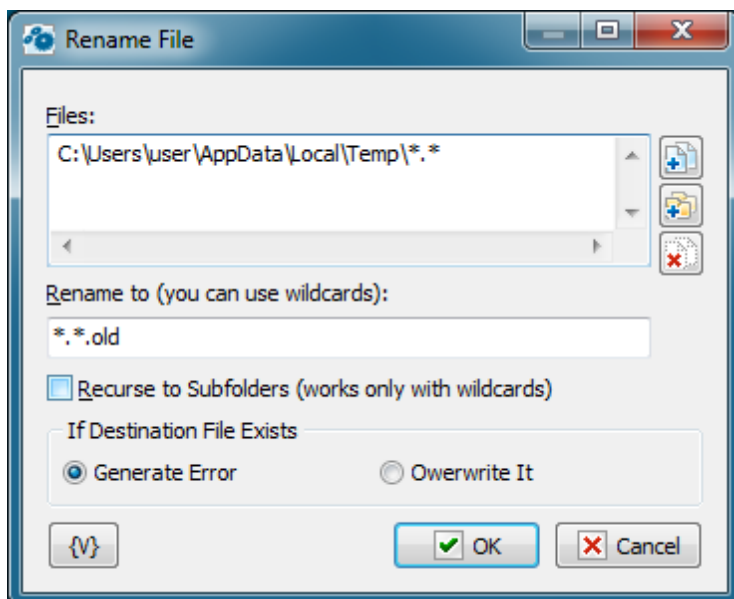 Rename File
Files:
C:\Users\user\AppData\Local\Temp\*.*
Rename to (you can use wildcards):
*.*.old
Recurse to Subfolders (works only with wildcards)
If Destination File Exists
Generate Error
Owerwrite It
{V}
OK
Cancel